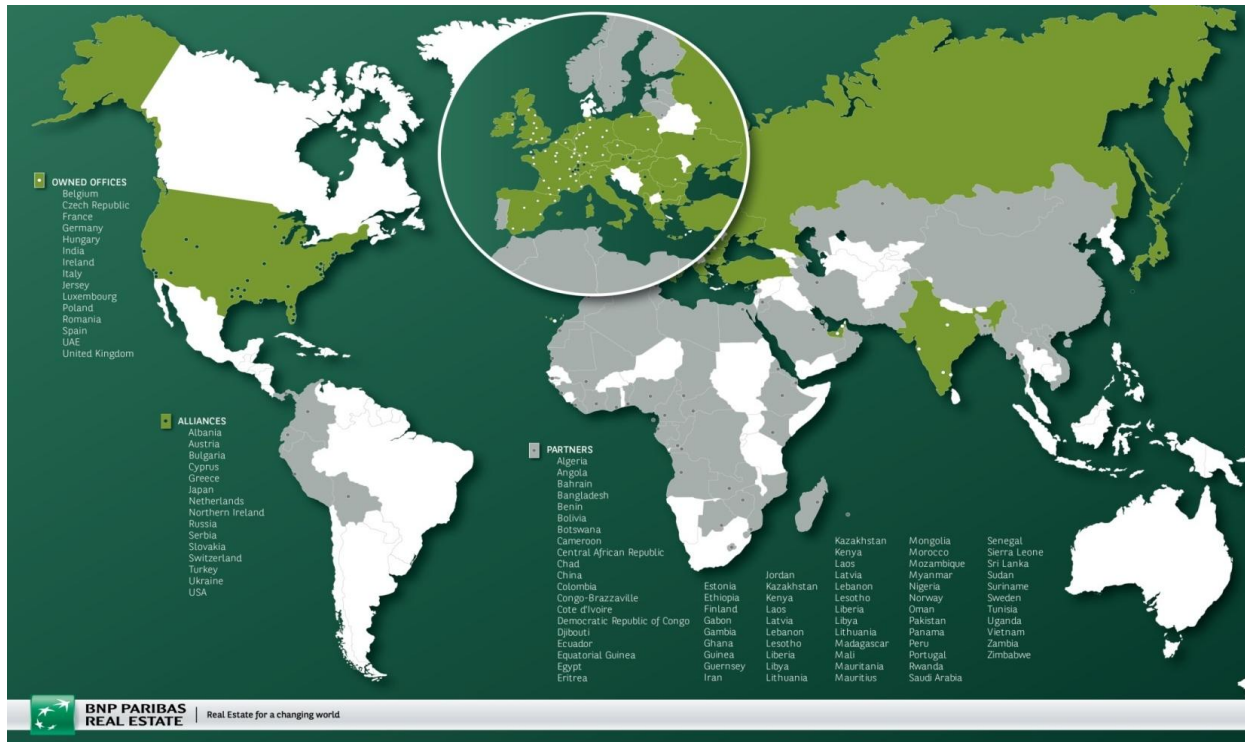 OWNED OFFICES
Belgium
Czech Republic
France
Germany
Hungary
India
Ireland
Italy
Jersey
Luxembourg
Poland
Romania
Spain
UAE
United Kingdom
ALLIANCES
Albania
Austria
Bulgaria
Cyprus
Greece
Japan
Netherlands
Northern Ireland
Russia
Serbia
Slovakia
Switzerland
Turkey
Ukraine
USA
PARTNERS
Algeria
Angola
Bahrain
Bangladesh
Benin
Bolivia
Botswana
Cameroon
Central African Republic
Chad
China
Colombia
Congo-Brazzaville
Cote d'Ivoire
Democratic Republic of Congo
Djibouti
Ecuador
Equatorial Guinea
Egypt
Eritrea
Estonia
Ethiopia
Finland
Gabon
Gambia
Ghana
Guinea
Guernsey
Iran
Jordan
Kazakhstan
Kenya
Laos
Latvia
Lebanon
Lesotho
Liberia
Libya
Lithuania
Kazakhstan
Kenya
Laos
Latvia
Lebanon
Lesotho
Liberia
Libya
Lithuania
Madagascar
Mali
Mauritania
Mauritius
Mongolia
Morocco
Mozambique
Myanmar
Nigeria
Norway
Oman
Pakistan
Panama
Peru
Portugal
Rwanda
Saudi Arabia
Senegal
Sierra Leone
Sri Lanka
Sudan
Suriname
Sweden
Tunisia
Uganda
Vietnam
Zambia
Zimbabwe
BNP PARIBAS
REAL ESTATE
Real Estate for a changing world